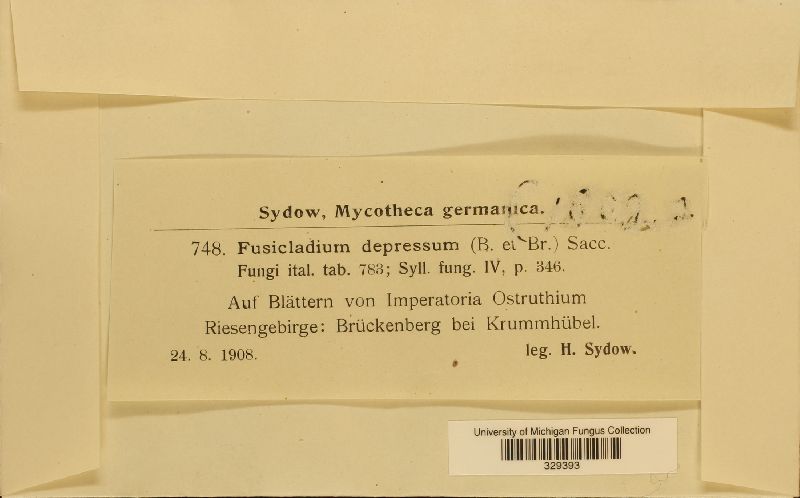 Sydow, Mycotheca germanica.
748. Fusicladium depressum (B. et Br.) Sacc.
Fungi ital. tab. 783; Syll. fung. IV, p. 346.
Auf Blättern von Imperatoria Ostruthium
Riesengebirge: Brückenberg bei Krummhübel.
24. 8. 1908. leg. H. Sydow.
University of Michigan Fungus Collection
329393